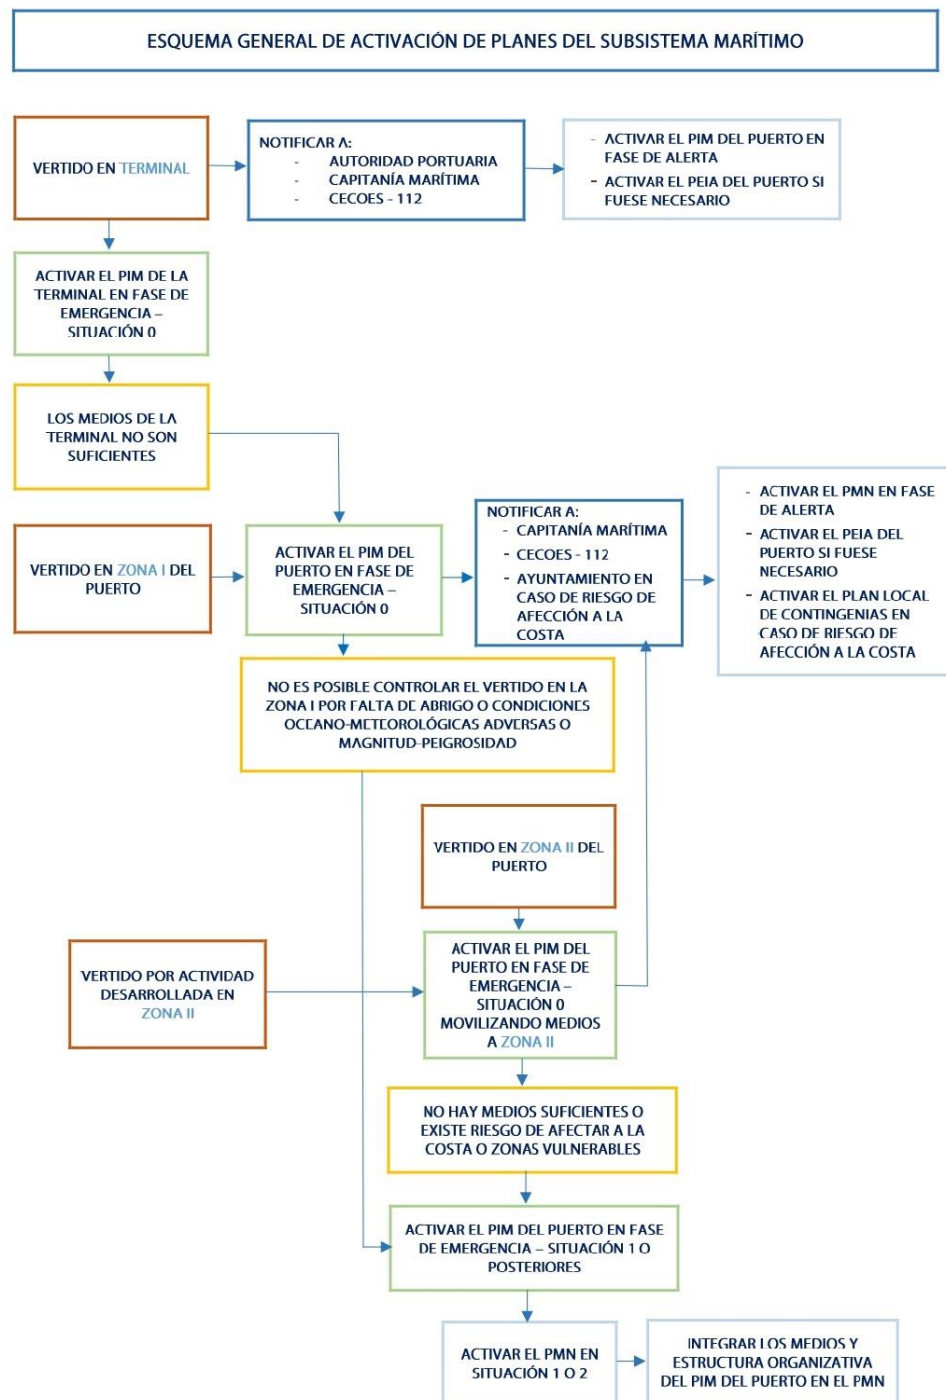 ESQUEMA GENERAL DE ACTIVACIÓN DE PLANES DEL SUBSISTEMA MARÍTIMO
VERTIDO EN TERMINAL
NOTIFICAR A:
- AUTORIDAD PORTUARIA
- CAPITANÍA MARÍTIMA
- CECOES - 112
- ACTIVAR EL PIM DEL PUERTO EN
FASE DE ALERTA
- ACTIVAR EL PEIA DEL PUERTO SI
FUESE NECESARIO
ACTIVAR EL PIM DE LA
TERMINAL EN FASE DE
EMERGENCIA –
SITUACIÓN 0
LOS MEDIOS DE LA
TERMINAL NO SON
SUFICIENTES
VERTIDO EN ZONA I DEL
PUERTO
ACTIVAR EL PIM DEL
PUERTO EN FASE DE
EMERGENCIA –
SITUACIÓN 0
NOTIFICAR A:
- CAPITANÍA MARÍTIMA
- CECOES - 112
- AYUNTAMIENTO EN
CASO DE RIESGO DE
AFECCIÓN A LA
COSTA
- ACTIVAR EL PMN EN FASE
DE ALERTA
- ACTIVAR EL PEIA DEL
PUERTO SI FUESE
NECESARIO
- ACTIVAR EL PLAN LOCAL
DE CONTINGENIAS EN
CASO DE RIESGO DE
AFECCIÓN A LA COSTA
NO ES POSIBLE CONTROLAR EL VERTIDO EN LA
ZONA I POR FALTA DE ABRIGO O CONDICIONES
OCEANO-METEOROLÓGICAS ADVERSAS O
MAGNITUD-PEIGROSIDAD
VERTIDO EN ZONA II DEL
PUERTO
VERTIDO POR ACTIVIDAD
DESARROLLADA EN
ZONA II
ACTIVAR EL PIM DEL
PUERTO EN FASE DE
EMERGENCIA –
SITUACIÓN 0
MOVILIZANDO MEDIOS
A ZONA II
NO HAY MEDIOS SUFICIENTES O
EXISTE RIESGO DE AFECTAR A LA
COSTA O ZONAS VULNERABLES
ACTIVAR EL PIM DEL PUERTO EN FASE
DE EMERGENCIA – SITUACIÓN 1 O
POSTERIORES
ACTIVAR EL PMN EN
SITUACIÓN 1 O 2
INTEGRAR LOS MEDIOS Y
ESTRUCTURA ORGANIZATIVA
DEL PIM DEL PUERTO EN EL PMN